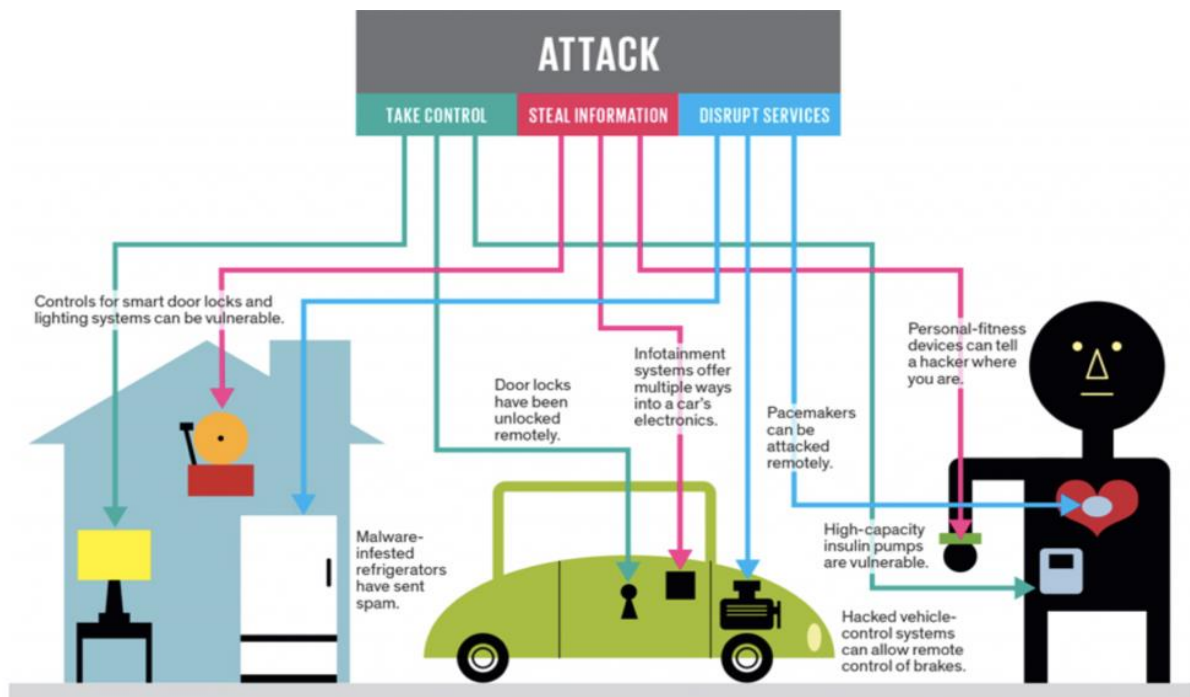 ATTACK
TAKE CONTROL
STEAL INFORMATION
DISRUPT SERVICES
Controls for smart door locks and
lighting systems can be vulnerable.
Malware-
infested
refrigerators
have sent
spam.
Door locks
have been
unlocked
remotely.
Infotainment
systems offer
multiple ways
into a car's
electronics.
Pacemakers
can be
attacked
remotely.
Personal-fitness
devices can tell
a hacker where
you are.
High-capacity
insulin pumps
are vulnerable.
Hacked vehicle-
control systems
can allow remote
control of brakes.